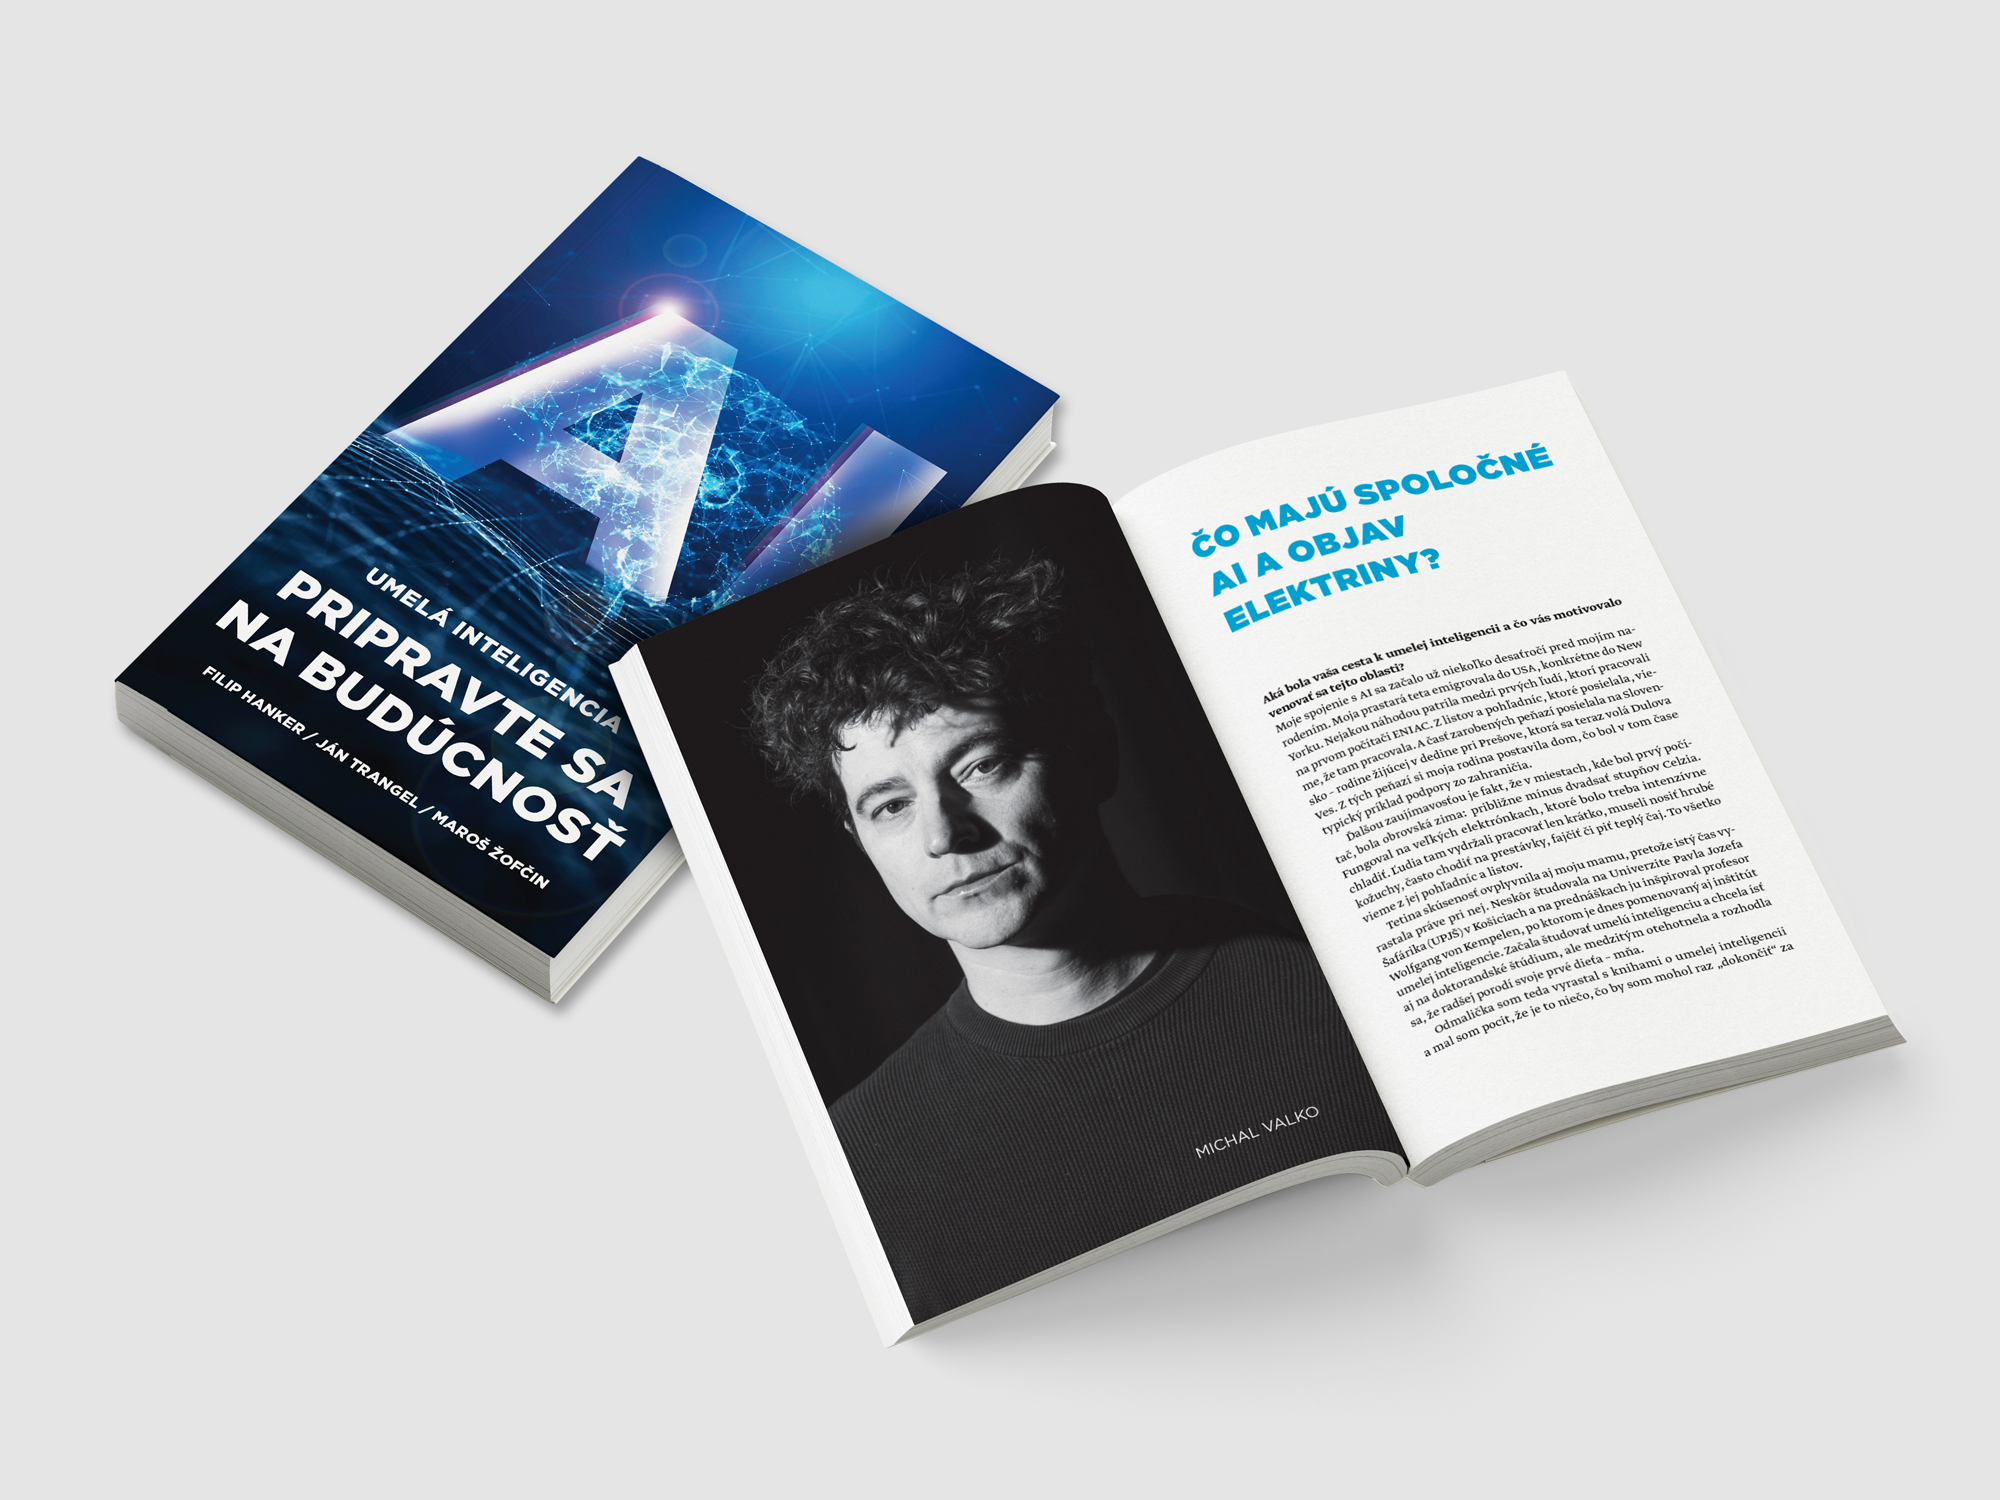 AI
UMELÁ INTELIGENCIA
PRIPRAVTE SA
NA BUDÚCNOSŤ
FILIP HANKER / JÁN TRANGEL / MAROŠ ŽOFČIN
MICHAL VALKO
ČO MAJÚ SPOLOČNÉ
AI A OBJAV
ELEKTRINY?
Aká bola vaša cesta k umelej inteligencii a čo vás motivovalo
venovať sa tejto oblasti?
Moje spojenie s AI sa začalo už niekoľko desaťročí pred mojím na-
rodením. Moja prastará teta emigrovala do USA, konkrétne do New
Yorku. Nejakou náhodou patrila medzi prvých ľudí, ktorí pracovali
na prvom počítači ENIAC. Z listov a pohľadníc, ktoré posielala, vie-
me, že tam pracovala. A časť zarobených peňazí posielala na Sloven-
sko – rodine žijúcej v dedine pri Prešove, ktorá sa teraz volá Dulova
Ves. Z tých peňazí si moja rodina postavila dom, čo bol v tom čase
typický príklad podpory zo zahraničia.
Ďalšou zaujímavosťou je fakt, že v miestach, kde bol prvý počí-
tač, bola obrovská zima: približne mínus dvadsať stupňov Celzia.
Fungoval na veľkých elektrónkach, ktoré bolo treba intenzívne
chladiť. Ľudia tam vydržali pracovať len krátko, museli nosiť hrubé
kožuchy, často chodiť na prestávky, fajčiť či piť teplý čaj. To všetko
vieme z jej pohľadníc a listov.
Tetina skúsenosť ovplyvnila aj moju mamu, pretože istý čas vy-
rastala práve pri nej. Neskôr študovala na Univerzite Pavla Jozefa
Šafárika (UPJŠ) v Košiciach a na prednáškach ju inšpiroval profesor
Wolfgang von Kempelen, po ktorom je dnes pomenovaný aj inštitút
umelej inteligencie. Začala študovať umelú inteligenciu a chcela ísť
aj na doktorandské štúdium, ale medzitým otehotnela a rozhodla
sa, že radšej porodí svoje prvé dieťa – mňa.
Odmalička som teda vyrastal s knihami o umelej inteligencii
a mal som pocit, že je to niečo, čo by som mohol raz „dokončiť“ za